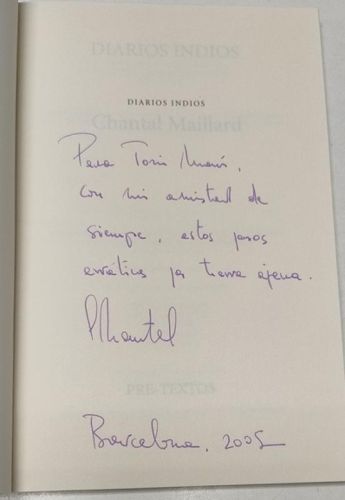 DIARIOS INDIOS
DIARIOS INDIOS
Chantal Maillard
Para Toni Marí,
con mi amistad de
siempre, estos pasos
erráticos por tierra ajena.
Chantal
PRE-TEXTOS
Barcelona, 2005